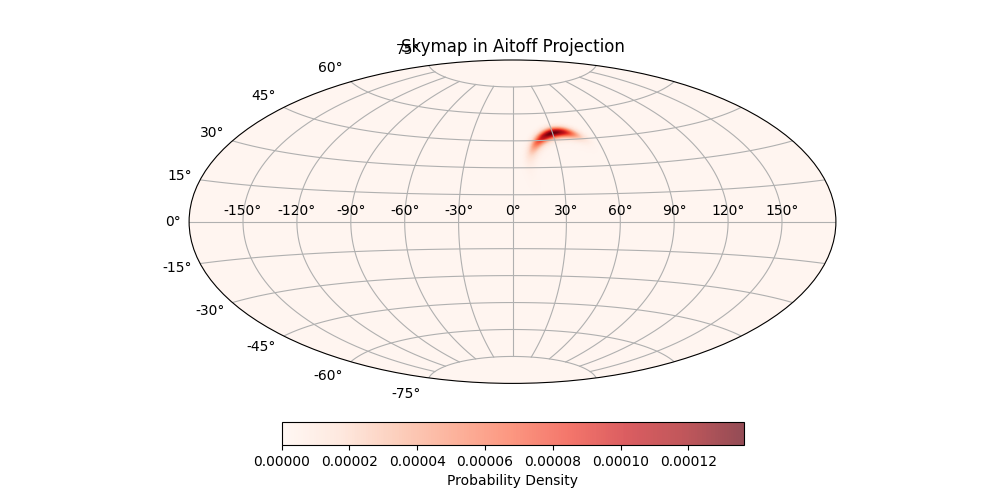 Skymap in Aitoff Projection
75°
60°
45°
30°
15°
-150° -120° -90° -60° -30° 0° 30° 60° 90° 120° 150°
0°
-15°
-30°
-45°
-60°
-75°
0.00000 0.00002 0.00004 0.00006 0.00008 0.00010 0.00012
Probability Density